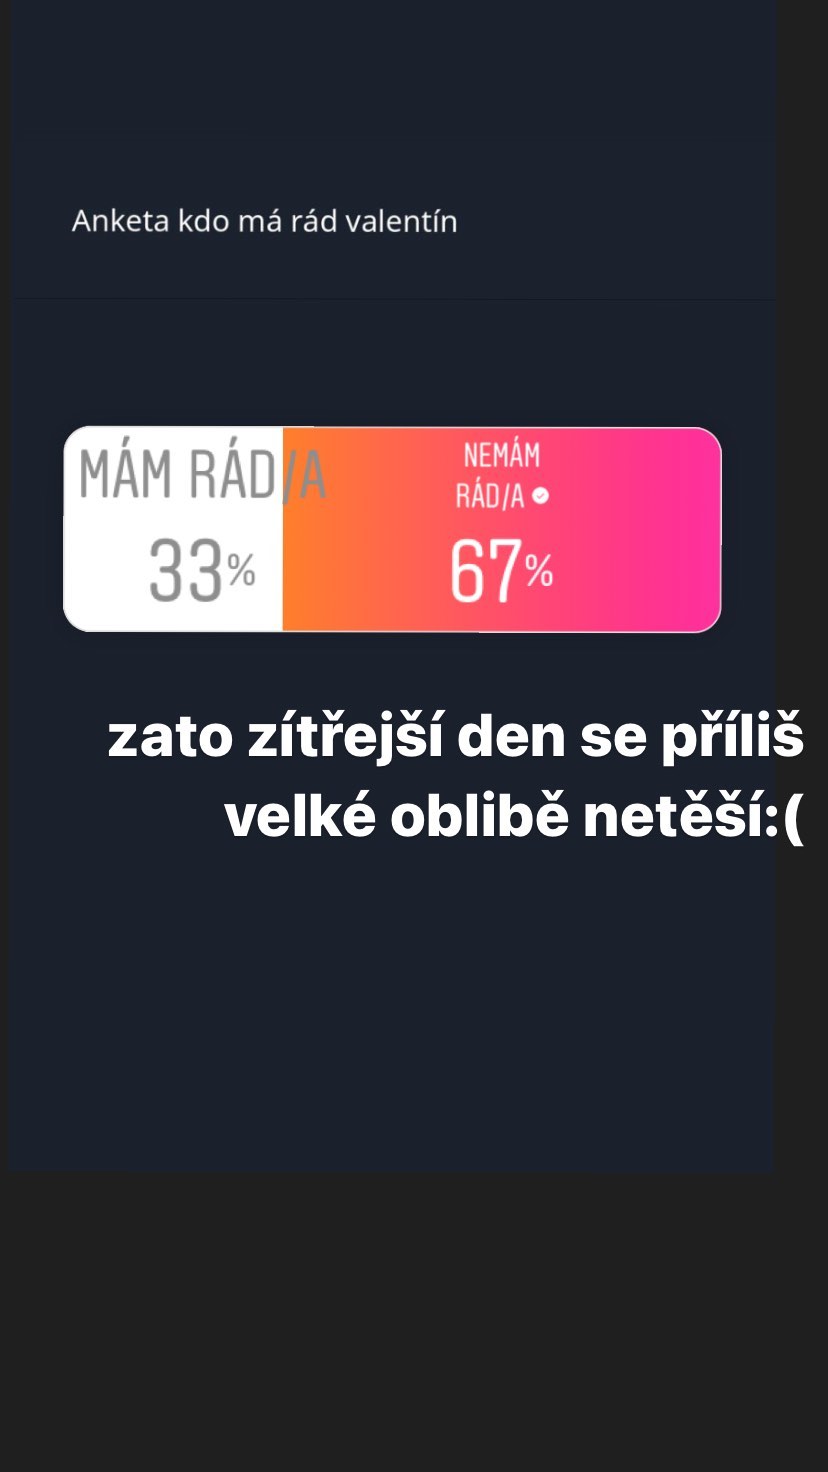 Anketa kdo má rád valentín
MÁM RÁD/A
33%
NEMÁM
RÁD/A
67%
zato zítřejší den se příliš
velké oblibě netěší:(